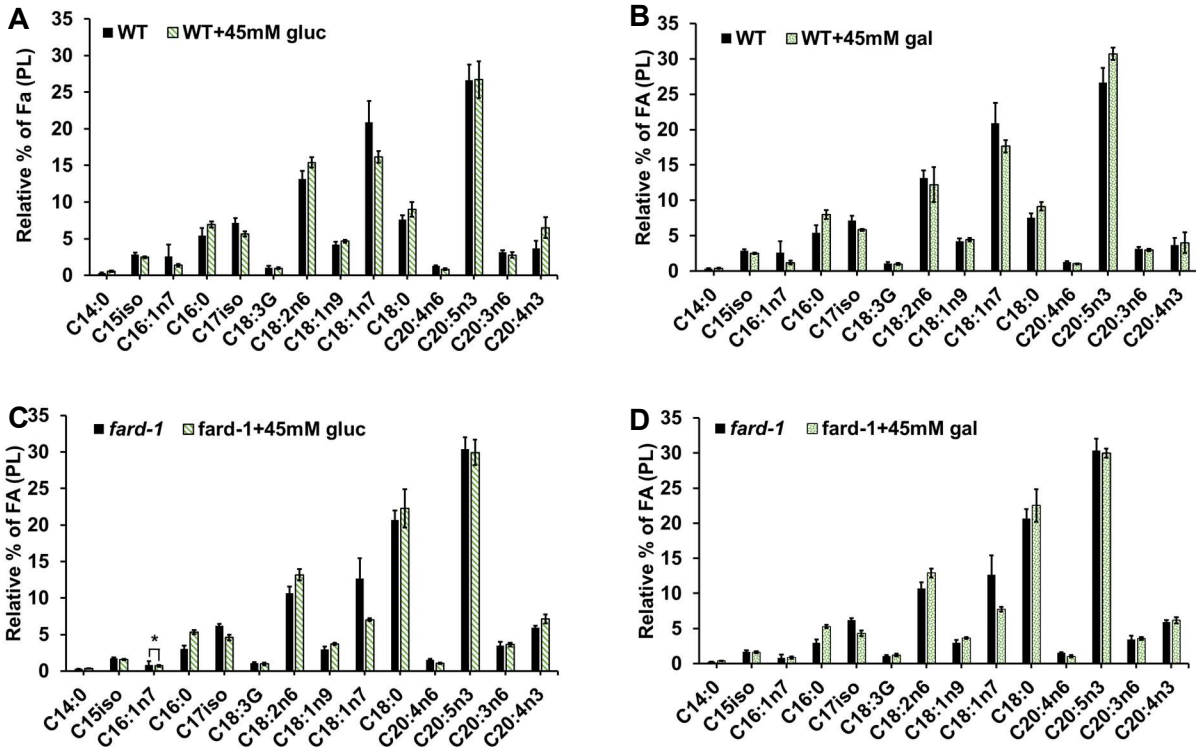 A
WT WT+45mM gluc
Relative % of Fa (PL)
35
30
25
20
15
10
5
0
C14:0 C15iso C16:1n7 C16:0 C17iso C18:3G C18:2n6 C18:1n9 C18:1n7 C18:0 C20:4n6 C20:5n3 C20:3n6 C20:4n3
B
WT WT+45mM gal
Relative % of FA (PL)
35
30
25
20
15
10
5
0
C14:0 C15iso C16:1n7 C16:0 C17iso C18:3G C18:2n6 C18:1n9 C18:1n7 C18:0 C20:4n6 C20:5n3 C20:3n6 C20:4n3
C
fard-1 fard-1+45mM gluc
Relative % of FA (PL)
35
30
25
20
15
10
5
0
*
C14:0 C15iso C16:1n7 C16:0 C17iso C18:3G C18:2n6 C18:1n9 C18:1n7 C18:0 C20:4n6 C20:5n3 C20:3n6 C20:4n3
D
fard-1 fard-1+45mM gal
Relative % of FA (PL)
35
30
25
20
15
10
5
0
C14:0 C15iso C16:1n7 C16:0 C17iso C18:3G C18:2n6 C18:1n9 C18:1n7 C18:0 C20:4n6 C20:5n3 C20:3n6 C20:4n3